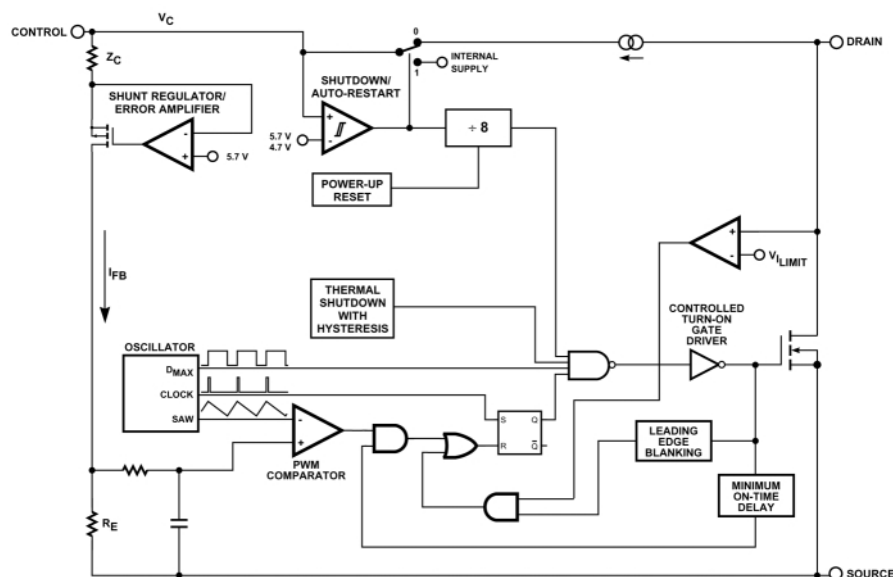 V_C
CONTROL
0
DRAIN
Z_C
1
INTERNAL
SUPPLY
SHUNT REGULATOR/
ERROR AMPLIFIER
SHUTDOWN/
AUTO-RESTART
-
+
5.7 V
+
-
5.7 V
4.7 V
÷ 8
POWER-UP
RESET
+
-
V_I_LIMIT
I_FB
THERMAL
SHUTDOWN
WITH
HYSTERESIS
CONTROLLED
TURN-ON
GATE
DRIVER
OSCILLATOR
D_MAX
CLOCK
SAW
-
+
PWM
COMPARATOR
S Q
R Q̅
LEADING
EDGE
BLANKING
MINIMUM
ON-TIME
DELAY
R_E
SOURCE